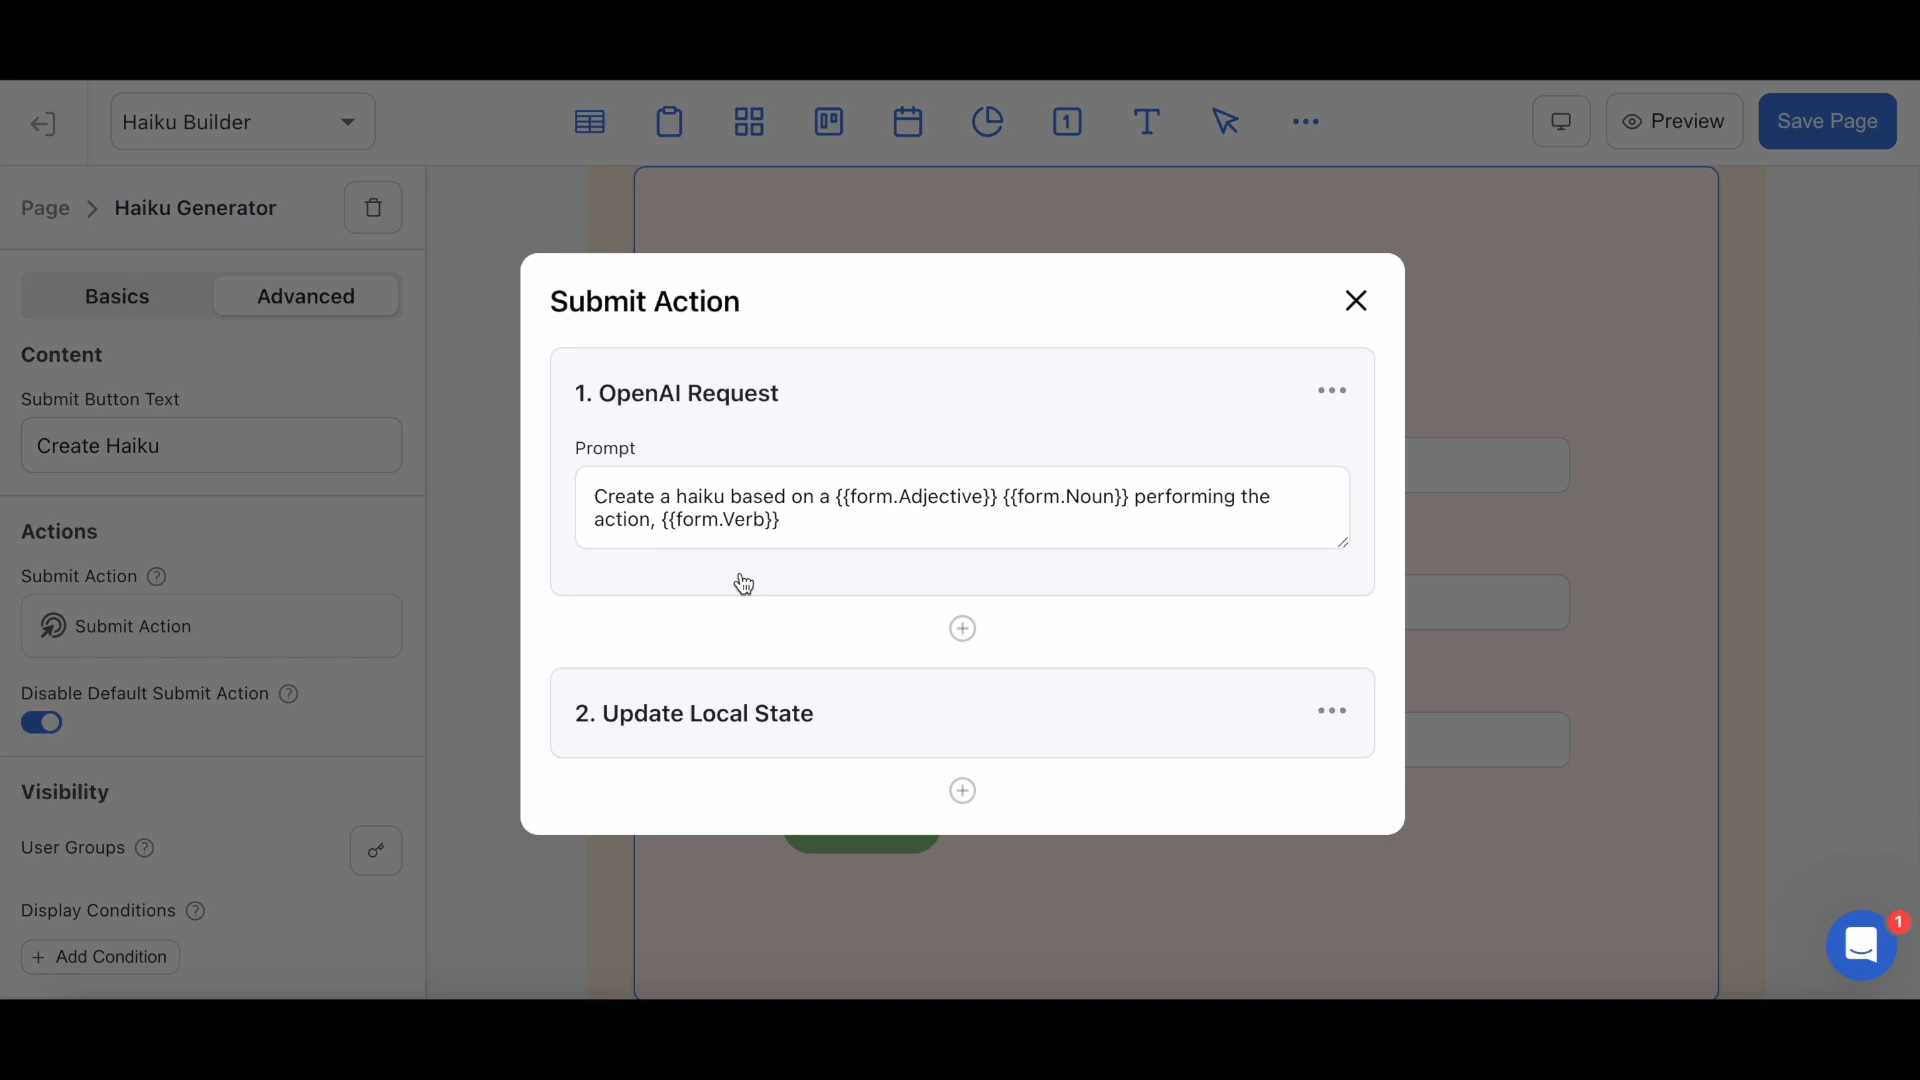 Haiku Builder
1
T
Preview
Save Page
Page > Haiku Generator
Basics
Advanced
Content
Submit Button Text
Create Haiku
Actions
Submit Action ?
Submit Action
Disable Default Submit Action ?
Visibility
User Groups ?
Display Conditions ?
+ Add Condition
Submit Action
1. OpenAI Request
Prompt
Create a haiku based on a {{form.Adjective}} {{form.Noun}} performing the
action, {{form.Verb}}
2. Update Local State
1